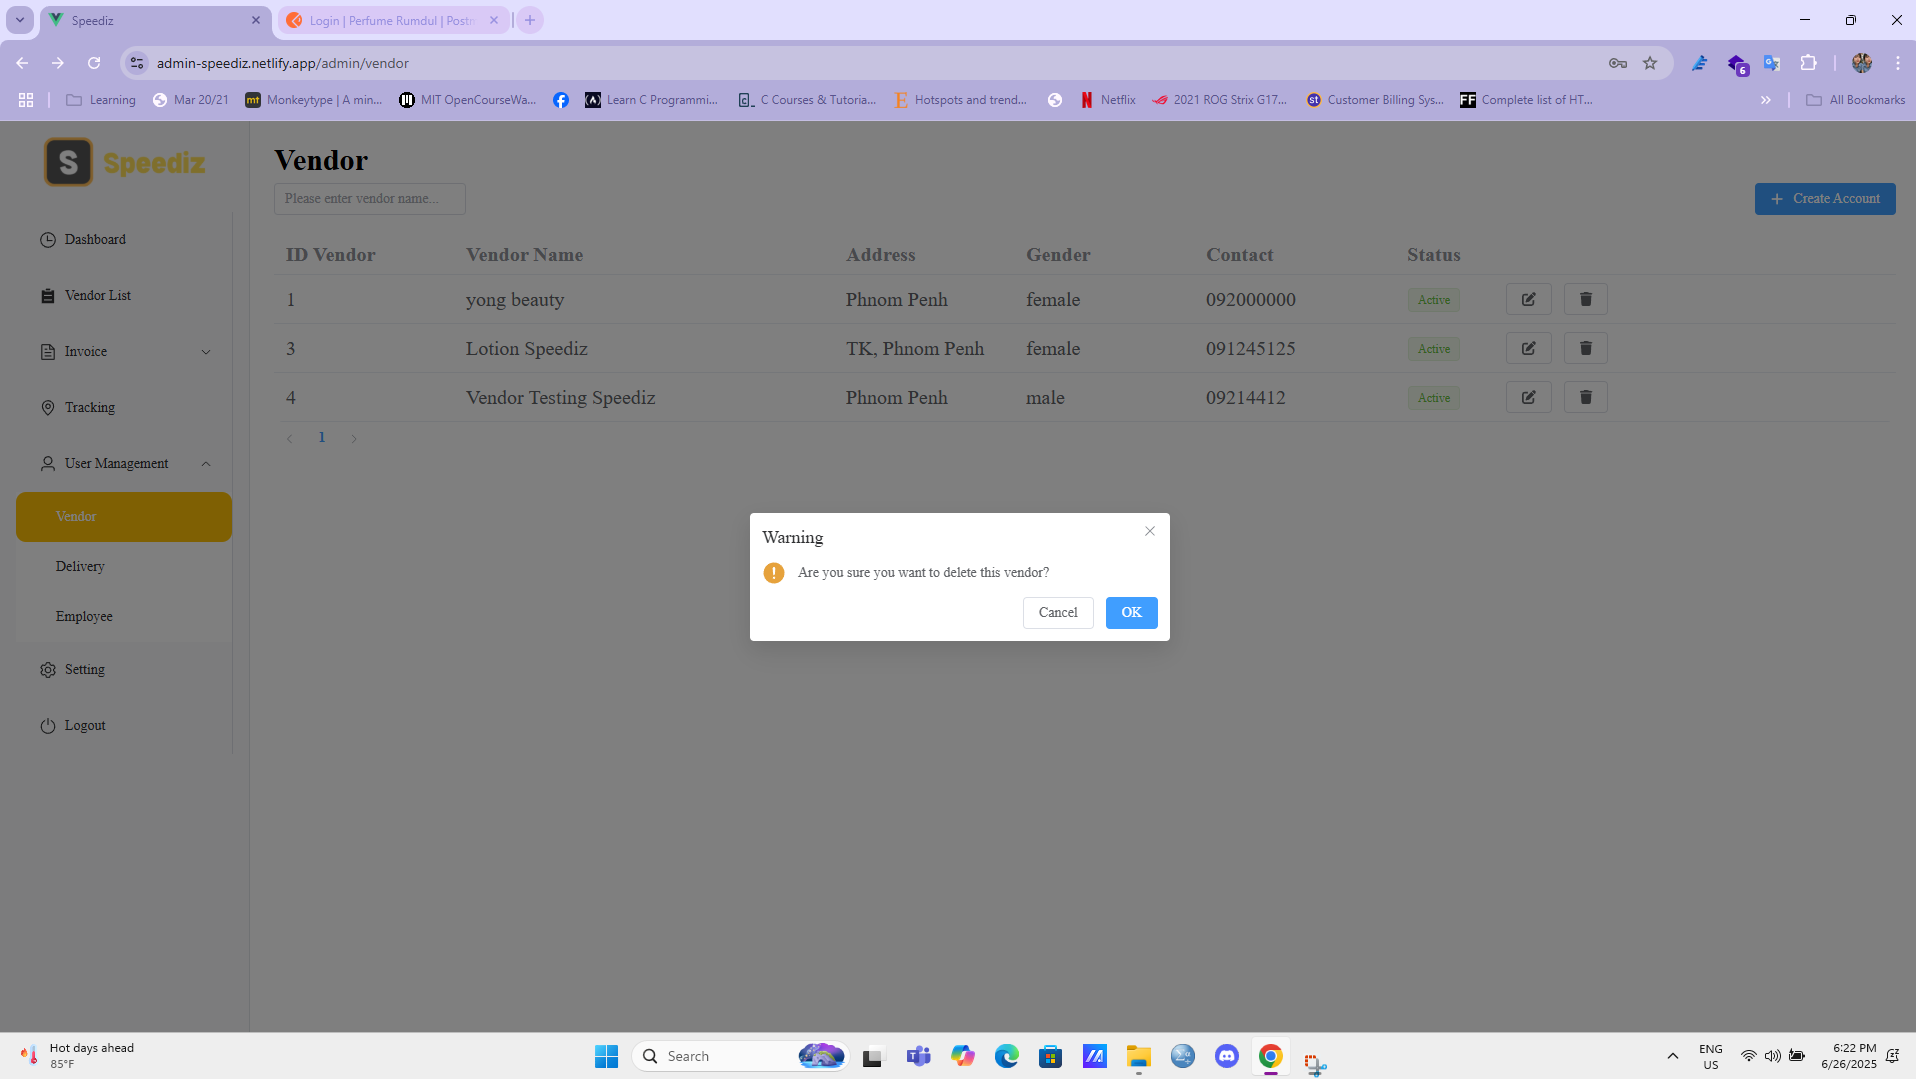 Speediz
Login | Perfume Rumdul | Postm
admin-speediz.netlify.app/admin/vendor
6
Learning
Mar 20/21
mt
Monkeytype | A min...
MIT OpenCourseWa...
Learn C Programmi...
C_
C Courses & Tutoria...
E
Hotspots and trend...
Netflix
2021 ROG Strix G17...
st
Customer Billing Sys...
FF
Complete list of HT...
All Bookmarks
S Speediz
Dashboard
Vendor List
Invoice
Tracking
User Management
Vendor
Delivery
Employee
Setting
Logout
Vendor
Please enter vendor name...
Create Account
ID Vendor Vendor Name Address Gender Contact Status
1 yong beauty Phnom Penh female 092000000 Active
3 Lotion Speediz TK, Phnom Penh female 091245125 Active
4 Vendor Testing Speediz Phnom Penh male 09214412 Active
1
Warning
Are you sure you want to delete this vendor?
Cancel OK
Hot days ahead
85°F
Search
ENG
US
6:22 PM
6/26/2025